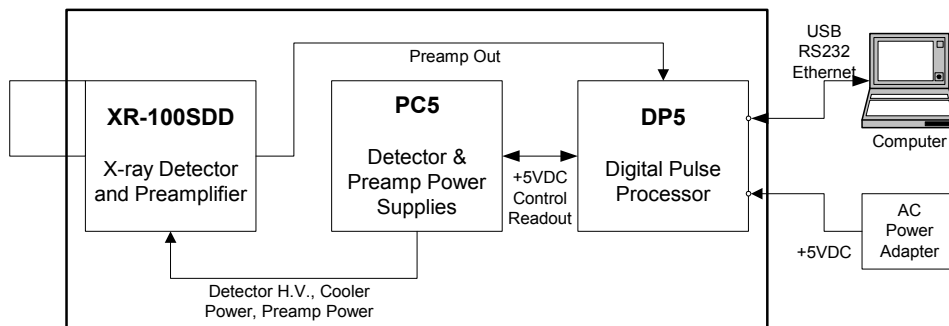 Preamp Out
XR-100SDD
X-ray Detector
and Preamplifier
PC5
Detector &
Preamp Power
Supplies
+5VDC
Control
Readout
DP5
Digital Pulse
Processor
Detector H.V., Cooler
Power, Preamp Power
USB
RS232
Ethernet
Computer
+5VDC
AC
Power
Adapter